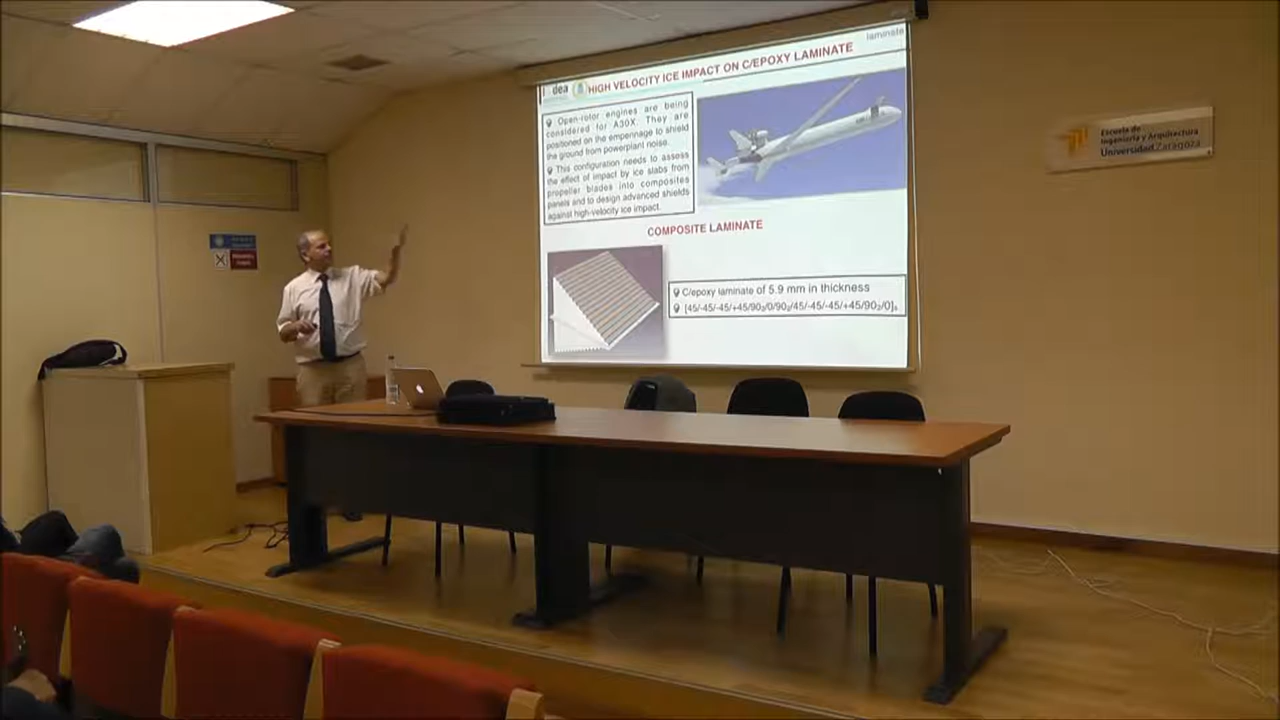 laminate
HIGH VELOCITY ICE IMPACT ON C/EPOXY LAMINATE
Open-rotor engines are being
considered for A30X. They are
positioned on the empennage to shield
the ground from powerplant noise.
This configuration needs to assess
the effect of impact by ice slabs from
propeller blades into composites
panels and to design advanced shields
against high-velocity ice impact.
COMPOSITE LAMINATE
C/epoxy laminate of 5.9 mm in thickness
Escuela de
Ingeniería y Arquitectura
Universidad Zaragoza